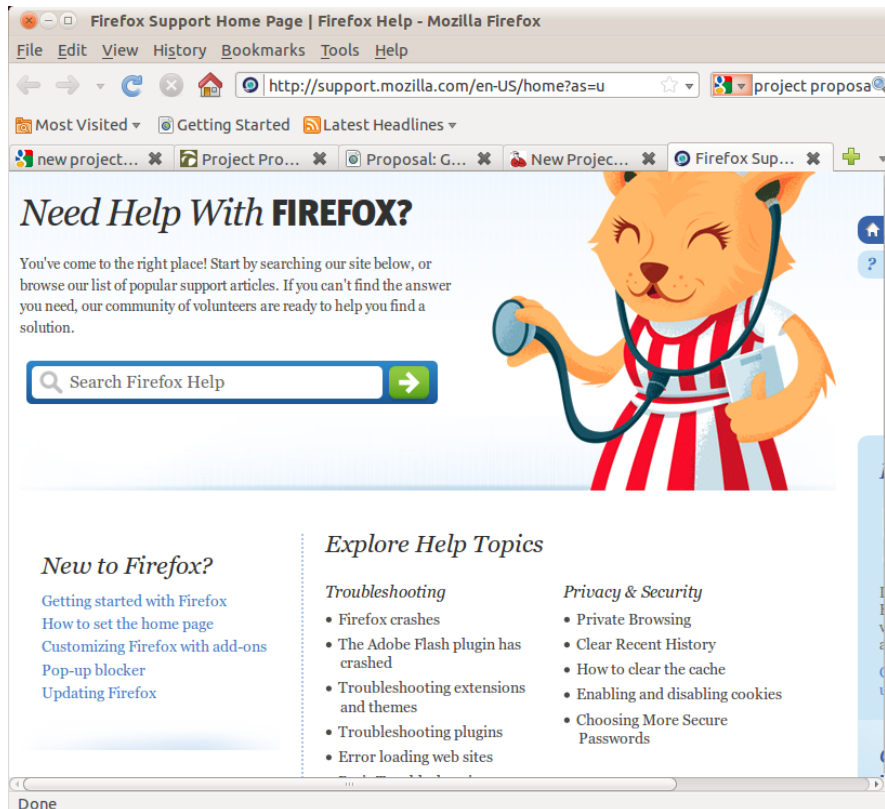 Firefox Support Home Page | Firefox Help - Mozilla Firefox
File Edit View History Bookmarks Tools Help
http://support.mozilla.com/en-US/home?as=u
project proposa
Most Visited Getting Started Latest Headlines
new project... Project Pro... Proposal: G... New Projec... Firefox Sup...
Need Help With FIREFOX?
You've come to the right place! Start by searching our site below, or
browse our list of popular support articles. If you can't find the answer
you need, our community of volunteers are ready to help you find a
solution.
?
Search Firefox Help
New to Firefox?
Getting started with Firefox
How to set the home page
Customizing Firefox with add-ons
Pop-up blocker
Updating Firefox
Explore Help Topics
Troubleshooting
• Firefox crashes
• The Adobe Flash plugin has
crashed
• Troubleshooting extensions
and themes
• Troubleshooting plugins
• Error loading web sites
Privacy & Security
• Private Browsing
• Clear Recent History
• How to clear the cache
• Enabling and disabling cookies
• Choosing More Secure
Passwords
Done